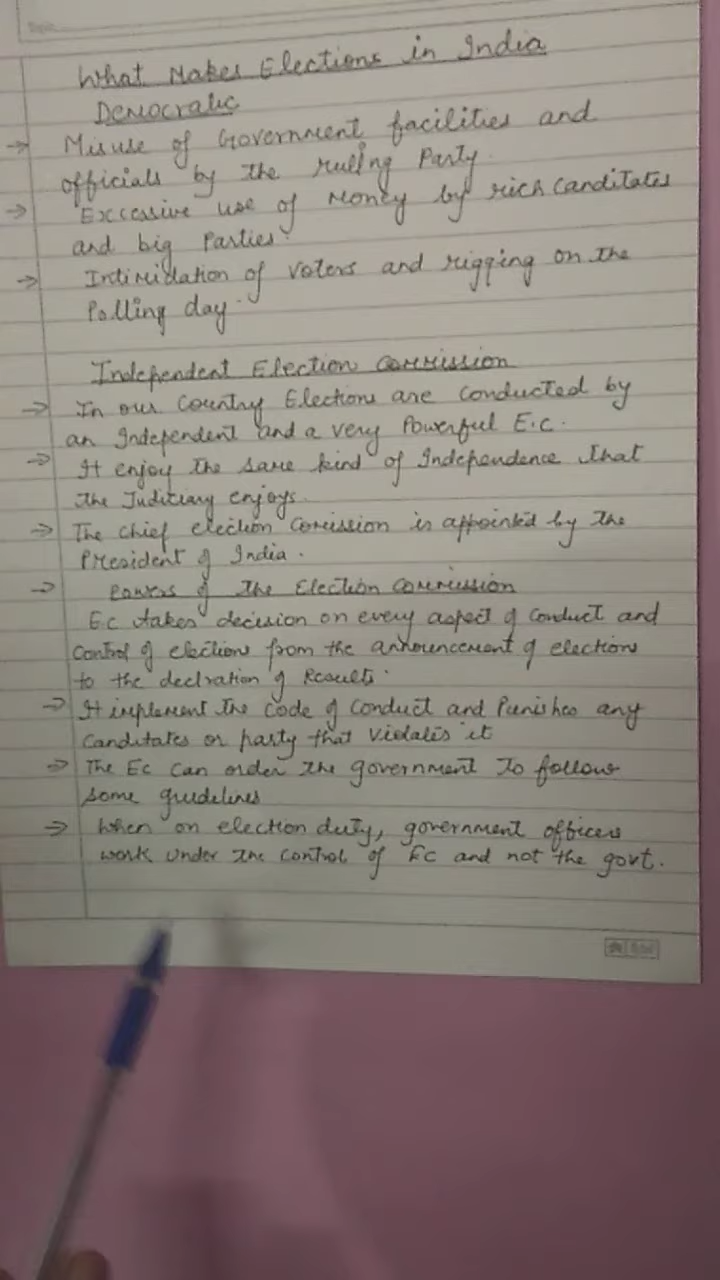 What Makes Elections in India
Democratic
→ Misuse of Government facilities and
officials by the ruling Party.
→ Excessive use of Money by rich Canditates
and big Parties.
→ Intimidation of voters and rigging on the
Polling day.
Independent Election Commission
→ In our Country Elections are conducted by
an Independent and a very Powerful E.C.
→ It enjoy the same kind of Independence that
the Juditiary enjoys.
→ The chief election Comission is appointed by the
President of India.
→ Powers of the Election Commission
E.C takes decision on every aspect of conduct and
control of elections from the announcement of elections
to the declration of Results.
→ It implement the code of conduct and Punishes any
Canditates or party that violates it
→ The EC can order the government to follow
some guidelines
→ When on election duty, government officers
work under the control of EC and not the govt.